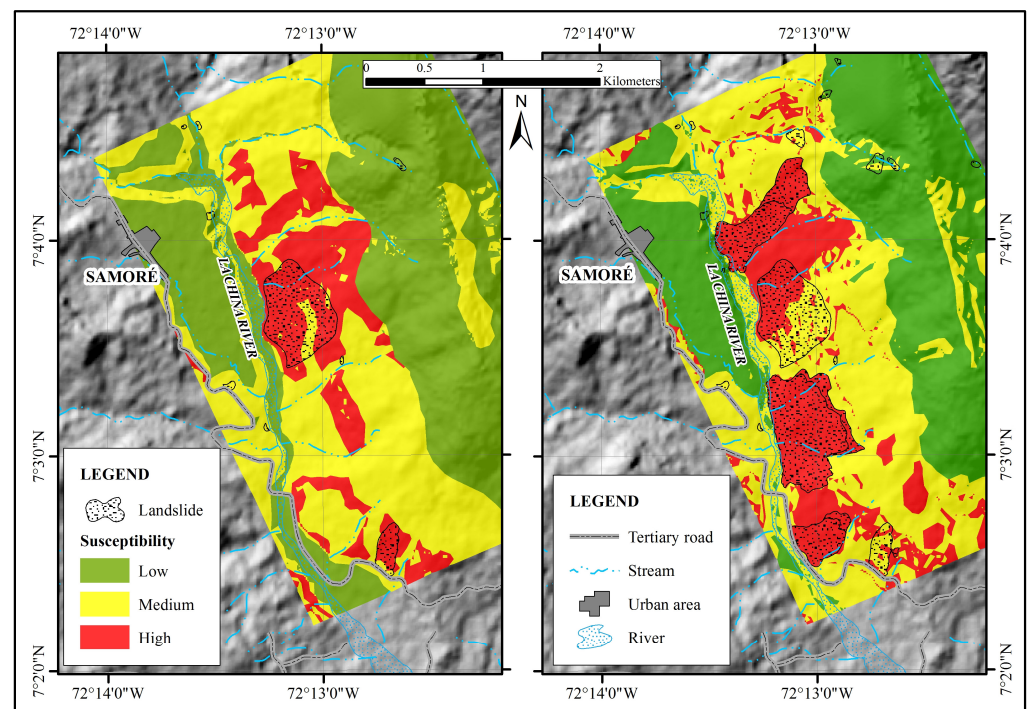 72°14'0"W
72°13'0"W
72°14'0"W
72°13'0"W
0
0.5
1
2
Kilometers
N
7°4'0"N
7°4'0"N
SAMORÉ
LA CHINA RIVER
SAMORÉ
LA CHINA RIVER
7°3'0"N
7°3'0"N
LEGEND
Landslide
Susceptibility
Low
Medium
High
LEGEND
Tertiary road
Stream
Urban area
River
7°2'0"N
7°2'0"N
72°14'0"W
72°13'0"W
72°14'0"W
72°13'0"W